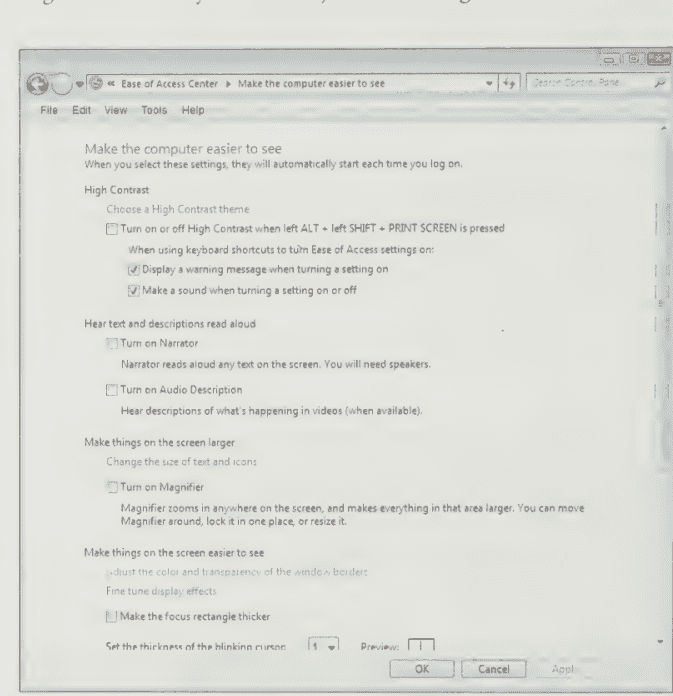 « Ease of Access Center ▸ Make the computer easier to see
File Edit View Tools Help
Make the computer easier to see
When you select these settings, they will automatically start each time you log on.
High Contrast
Choose a High Contrast theme
Turn on or off High Contrast when left ALT + left SHIFT + PRINT SCREEN is pressed
When using keyboard shortcuts to turn Ease of Access settings on:
Display a warning message when turning a setting on
Make a sound when turning a setting on or off
Hear text and descriptions read aloud
Turn on Narrator
Narrator reads aloud any text on the screen. You will need speakers.
Turn on Audio Description
Hear descriptions of what's happening in videos (when available).
Make things on the screen larger
Change the size of text and icons
Turn on Magnifier
Magnifier zooms in anywhere on the screen, and makes everything in that area larger. You can move
Magnifier around, lock it in one place, or resize it.
Make things on the screen easier to see
Adjust the color and transparency of the window borders
Fine tune display effects
Make the focus rectangle thicker
Set the thickness of the blinking cursor: 1 Preview:
OK Cancel